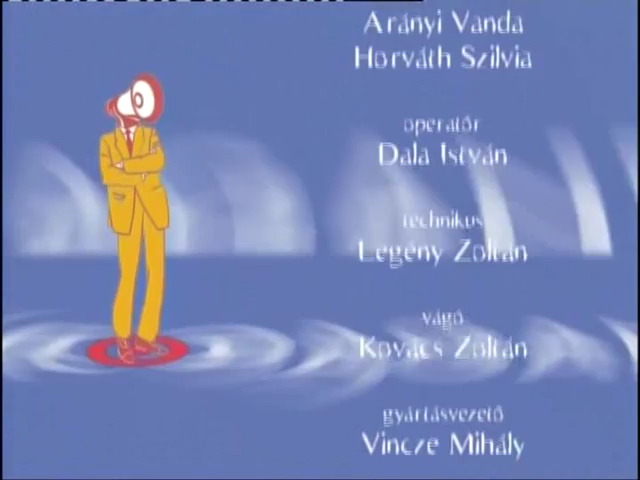 Arányi Vanda
Horváth Szilvia
operatőr
Dala István
technikus
Legény Zoltán
vágó
Kovács Zoltán
gyártásvezető
Vincze Mihály